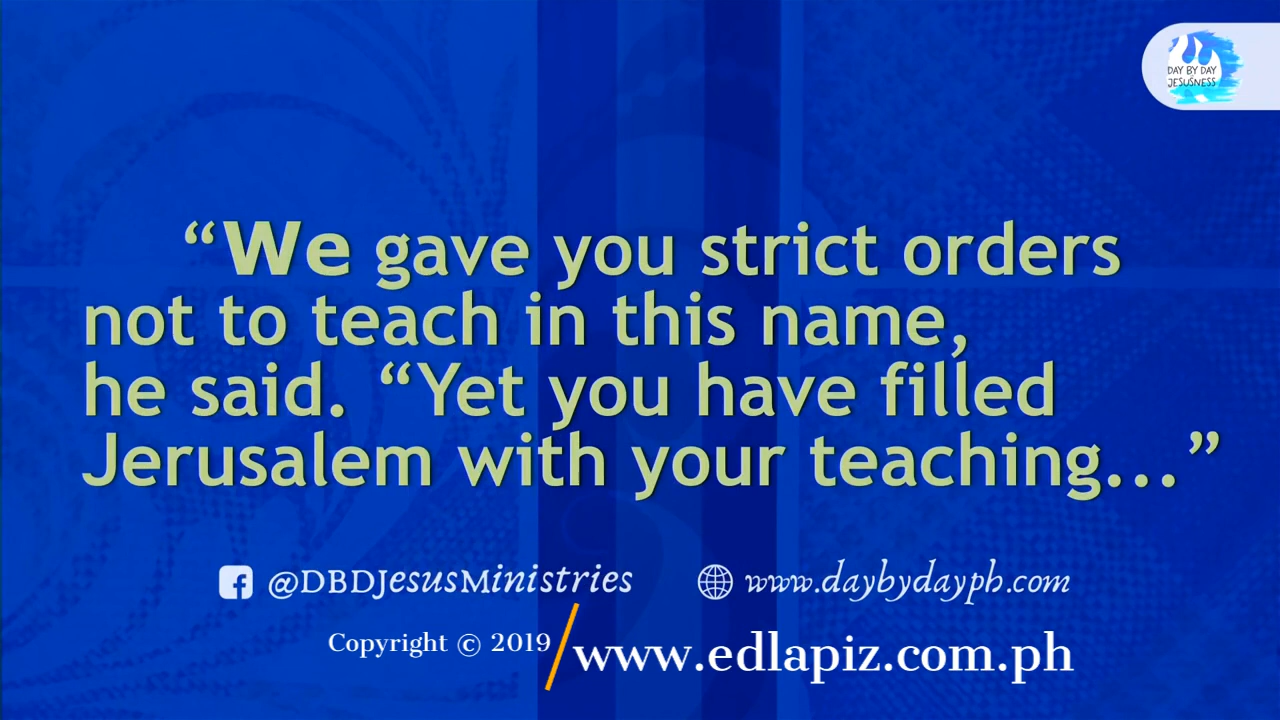 DAY BY DAY
JESUSNESS
“We gave you strict orders
not to teach in this name,
he said. “Yet you have filled
Jerusalem with your teaching...”
@DBDJesusMinistries www.daybydayph.com
Copyright © 2019 www.edlapiz.com.ph